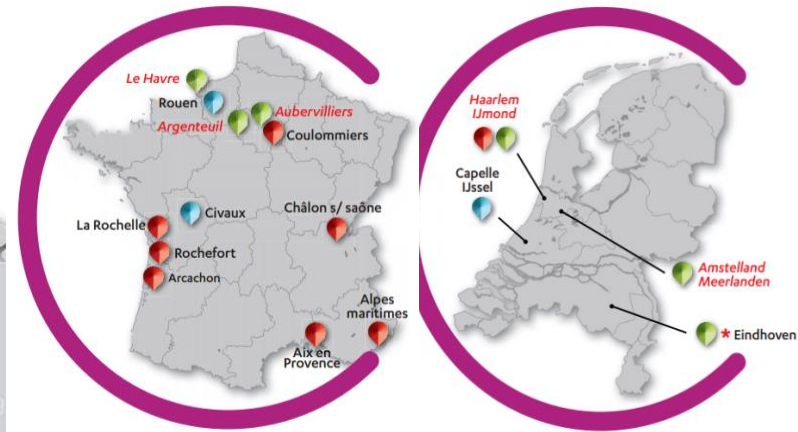 Le Havre
Rouen
Argenteuil
Aubervilliers
Coulommiers
Civaux
Châlon s/ saône
La Rochelle
Rochefort
Arcachon
Alpes
maritimes
Aix en
Provence
Haarlem
IJmond
Capelle
IJssel
Amstelland
Meerlanden
* Eindhoven